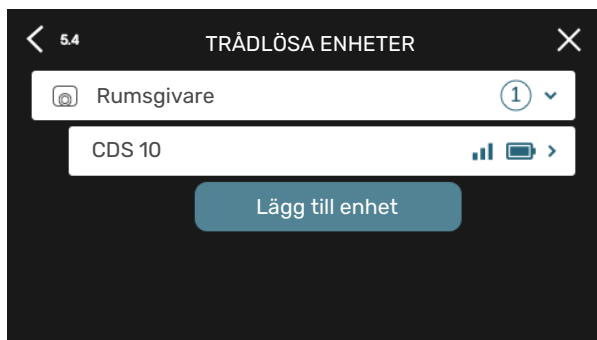 5.4 TRÅDLÖSA ENHETER
Rumsgivare 1
CDS 10
Lägg till enhet